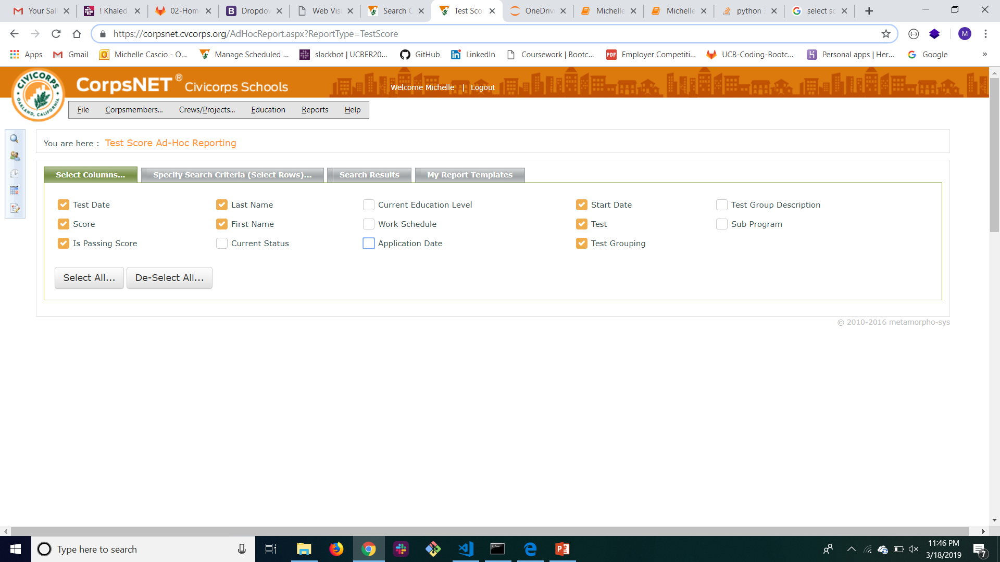 Your Sal
! Khaled
02-Hom
Dropdo
Web Vis
Search C
Test Sco
OneDriv
Michelle
Michelle
python
select sc
https://corpsnet.cvcorps.org/AdHocReport.aspx?ReportType=TestScore
M
Apps
Gmail
Michelle Cascio - O...
Manage Scheduled ...
slackbot | UCBER20...
GitHub
LinkedIn
Coursework | Bootc...
PDF
Employer Competiti...
UCB-Coding-Bootc...
Personal apps | Her...
Google
»
CIVICORPS
OAKLAND, CALIFORNIA
CorpsNET ® Civicorps Schools
Welcome Michelle | Logout
File
Corpsmembers...
Crews/Projects...
Education
Reports
Help
You are here : Test Score Ad-Hoc Reporting
Select Columns...
Specify Search Criteria (Select Rows)...
Search Results
My Report Templates
Test Date
Last Name
Current Education Level
Start Date
Test Group Description
Score
First Name
Work Schedule
Test
Sub Program
Is Passing Score
Current Status
Application Date
Test Grouping
Select All...
De-Select All...
© 2010-2016 metamorpho-sys
Type here to search
11:46 PM
3/18/2019
7